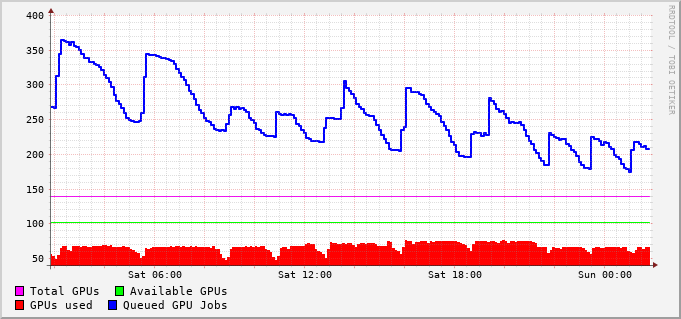 400
350
300
250
200
150
100
50
Sat 06:00 Sat 12:00 Sat 18:00 Sun 00:00
Total GPUs Available GPUs
GPUs used Queued GPU Jobs
RRDTOOL / TOBI OETIKER